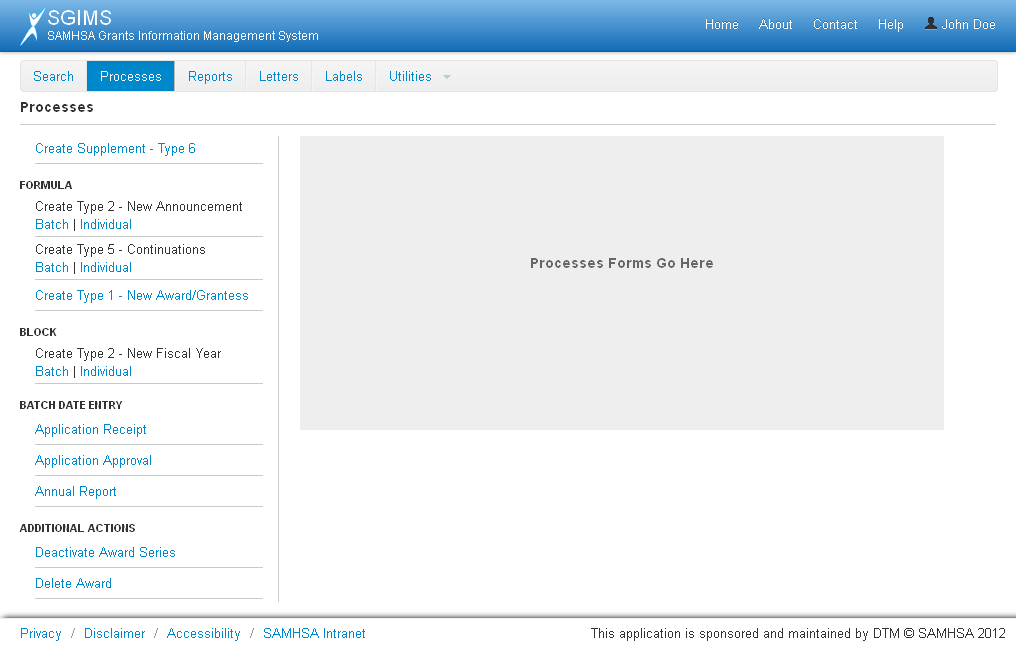 SGIMS
SAMHSA Grants Information Management System
Home About Contact Help John Doe
Search Processes Reports Letters Labels Utilities
Processes
Create Supplement - Type 6
FORMULA
Create Type 2 - New Announcement
Batch | Individual
Create Type 5 - Continuations
Batch | Individual
Create Type 1 - New Award/Grantess
BLOCK
Create Type 2 - New Fiscal Year
Batch | Individual
BATCH DATE ENTRY
Application Receipt
Application Approval
Annual Report
ADDITIONAL ACTIONS
Deactivate Award Series
Delete Award
Processes Forms Go Here
Privacy / Disclaimer / Accessibility / SAMHSA Intranet
This application is sponsored and maintained by DTM © SAMHSA 2012